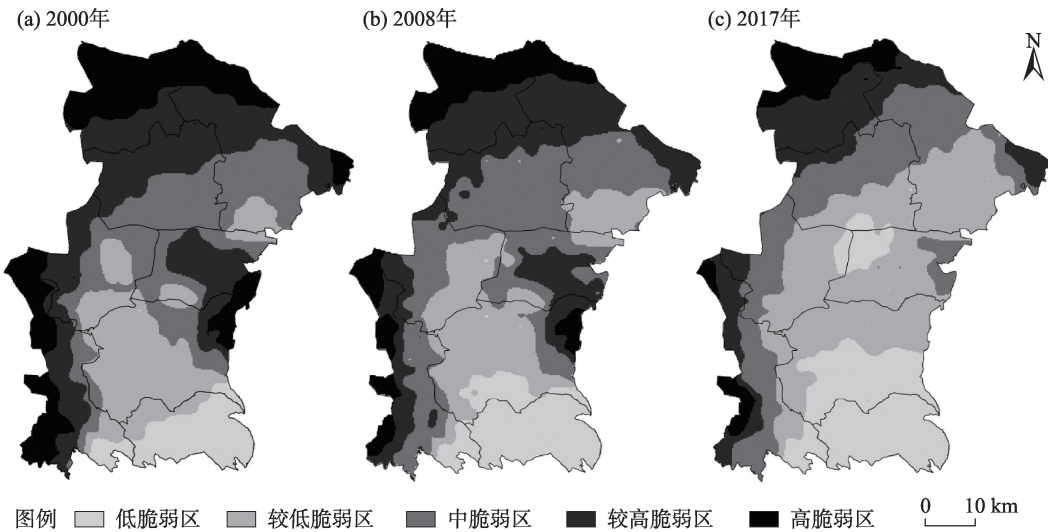 (a) 2000年 (b) 2008年 (c) 2017年
N
图例 低脆弱区 较低脆弱区 中脆弱区 较高脆弱区 高脆弱区 0 10 km